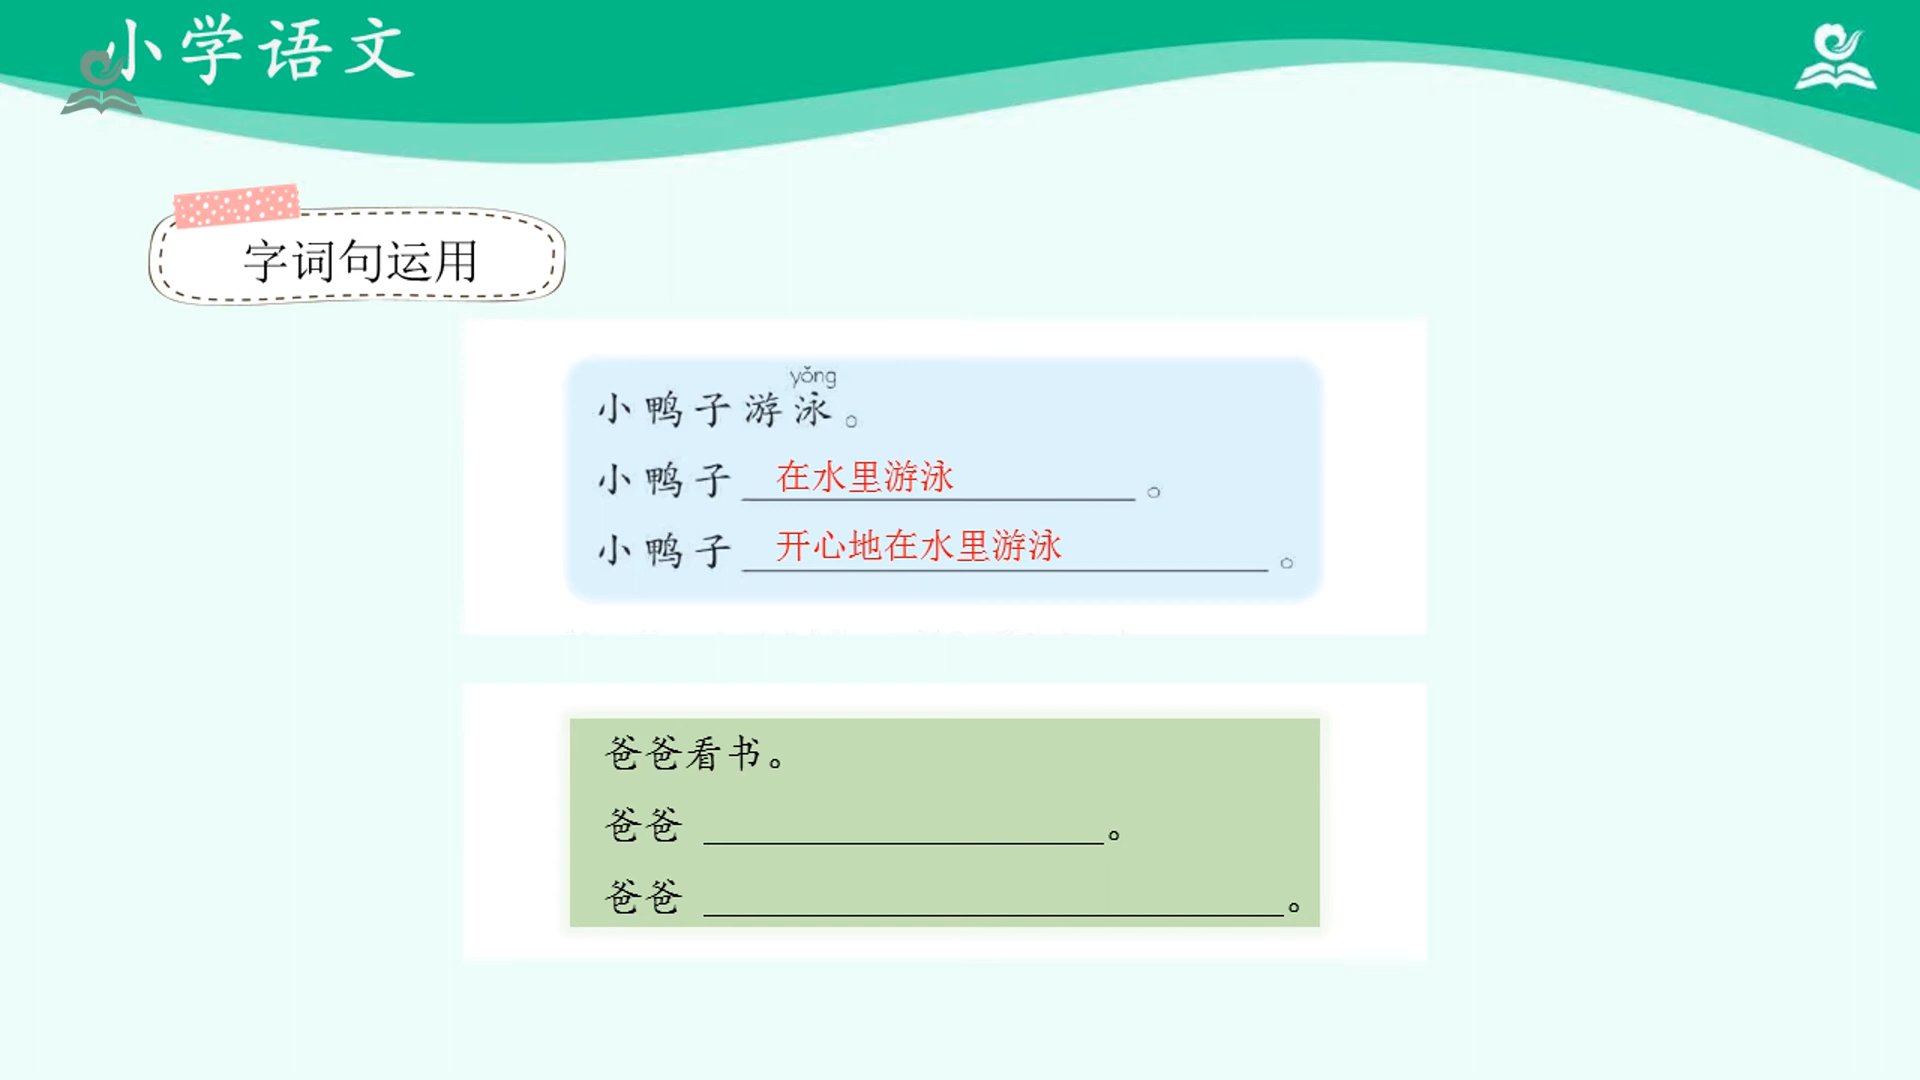 小学语文
字词句运用
yǒng
小鸭子游泳。
小鸭子 在水里游泳 。
小鸭子 开心地在水里游泳 。
爸爸看书。
爸爸 。
爸爸 。